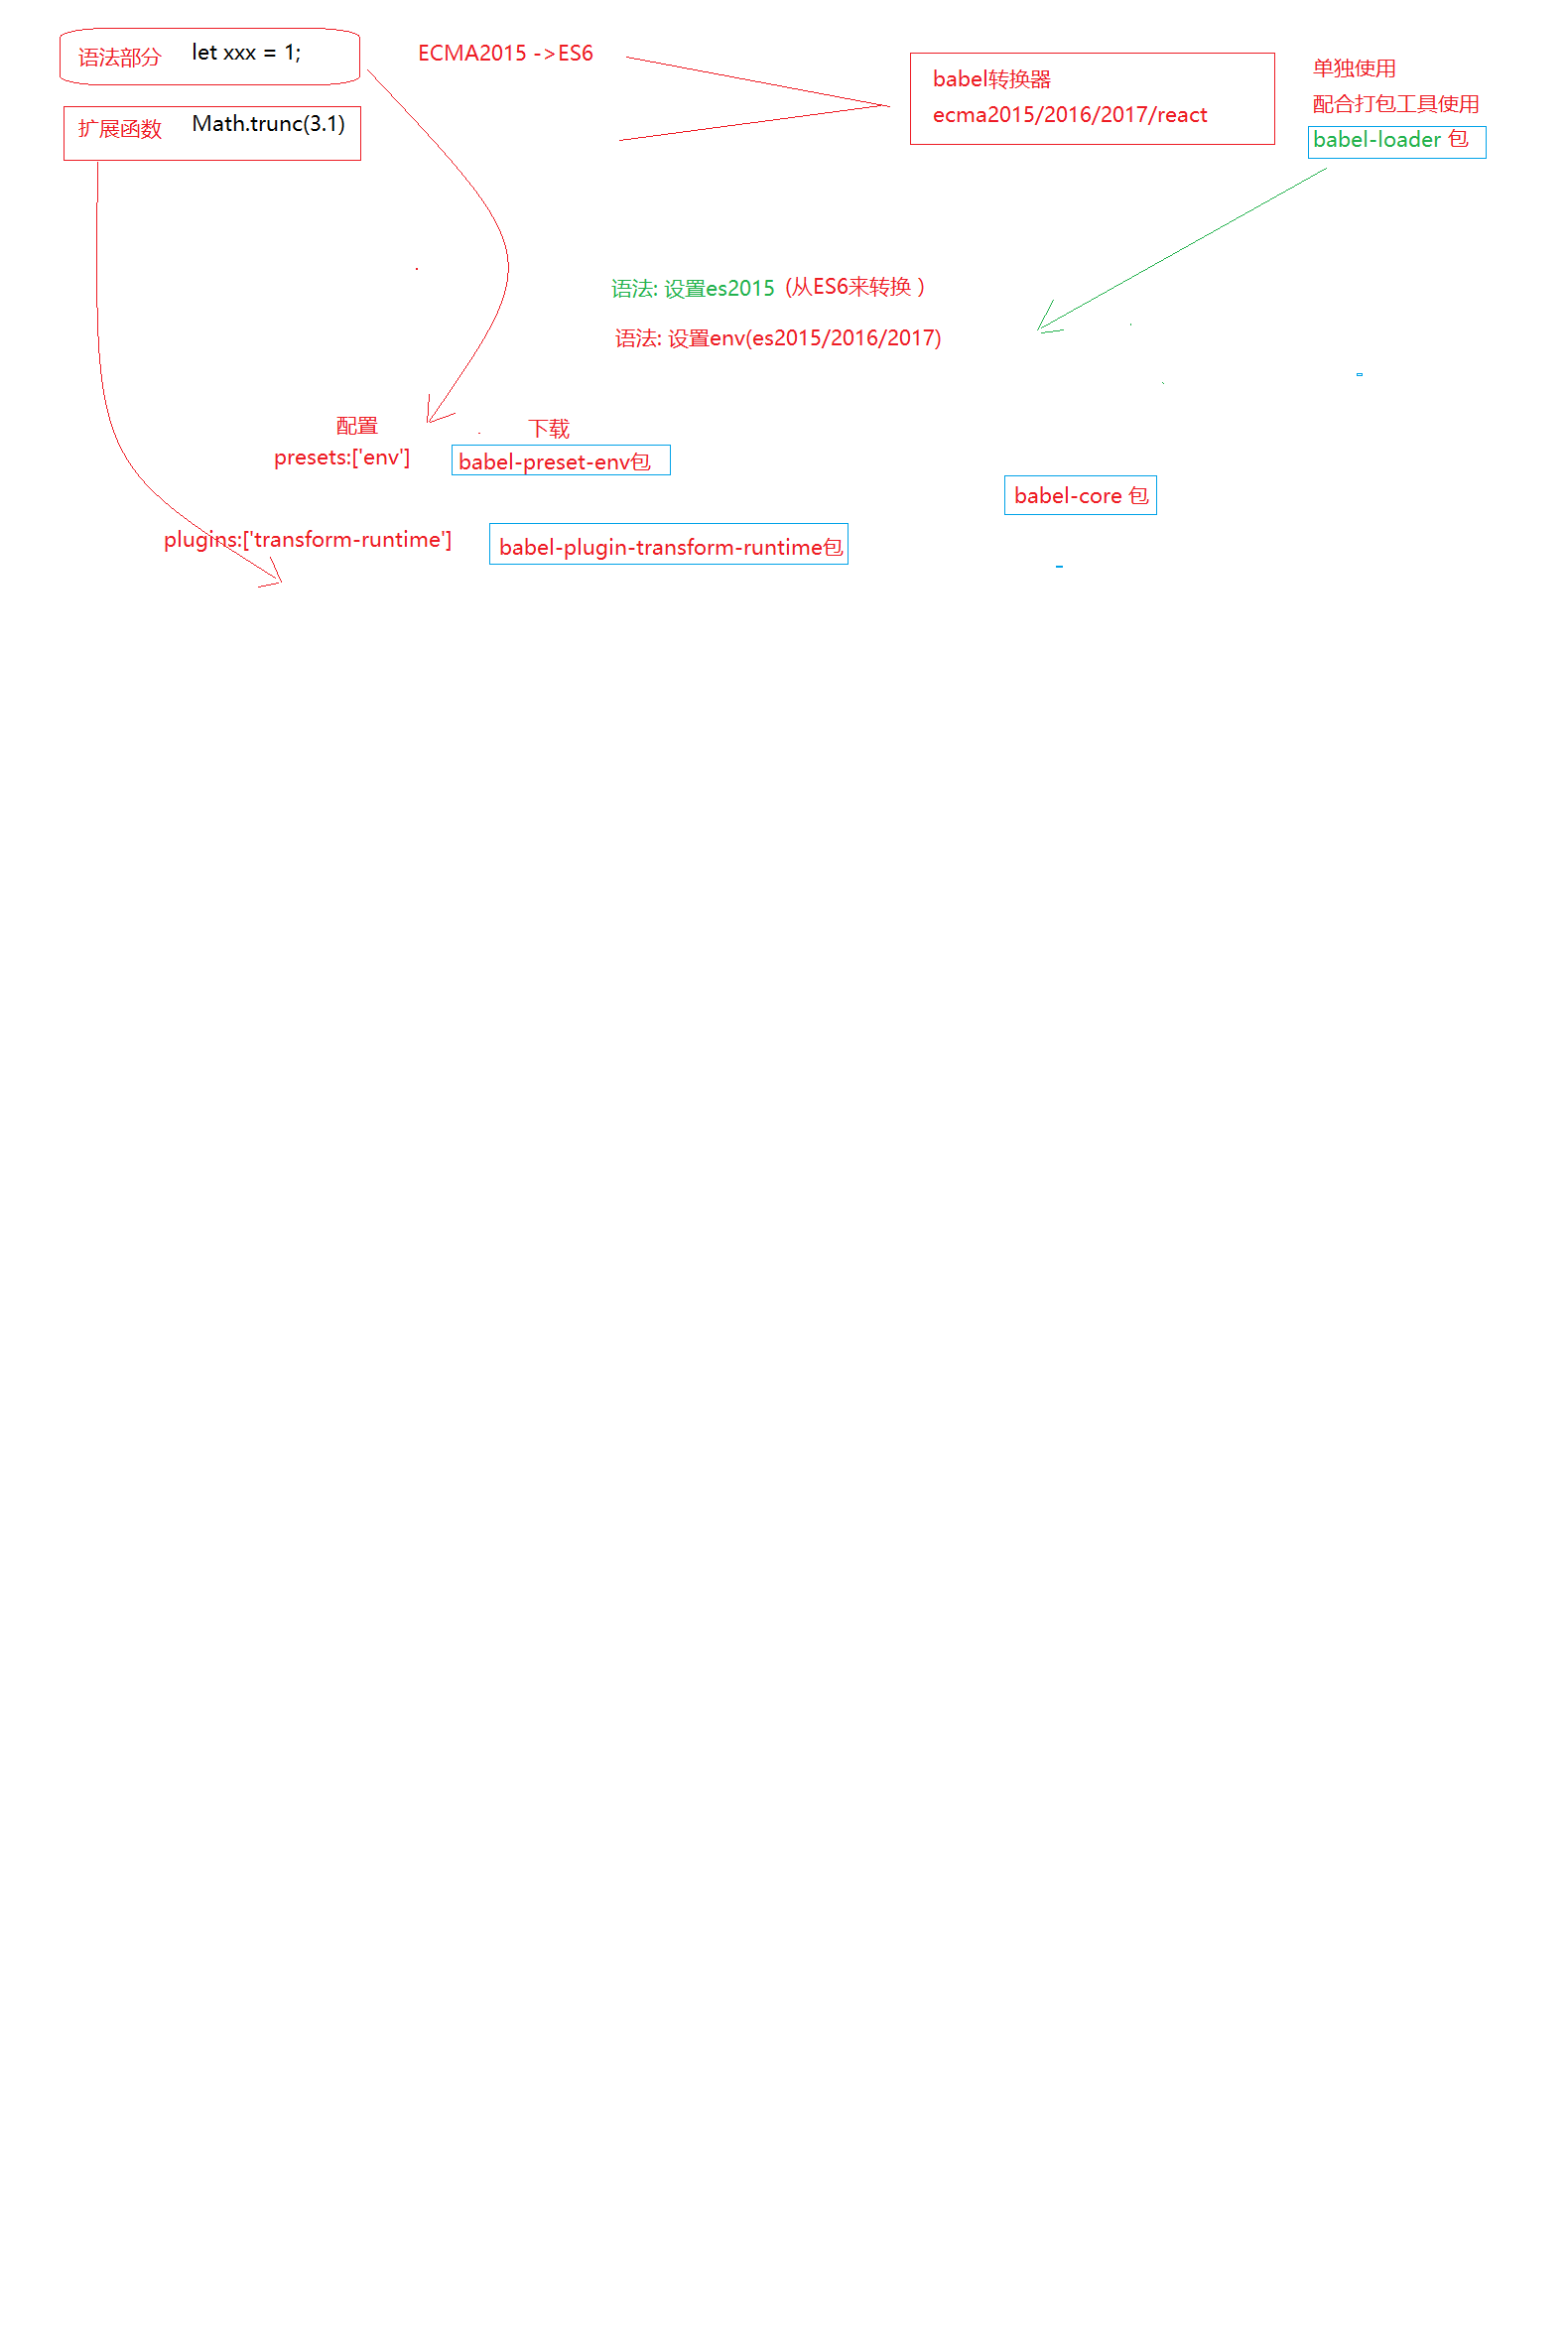 语法部分 let xxx = 1;
ECMA2015 ->ES6
扩展函数 Math.trunc(3.1)
babel转换器
ecma2015/2016/2017/react
单独使用
配合打包工具使用
babel-loader 包
语法: 设置es2015 (从ES6来转换 )
语法: 设置env(es2015/2016/2017)
配置
下载
presets:['env']
babel-preset-env包
babel-core 包
plugins:['transform-runtime']
babel-plugin-transform-runtime包